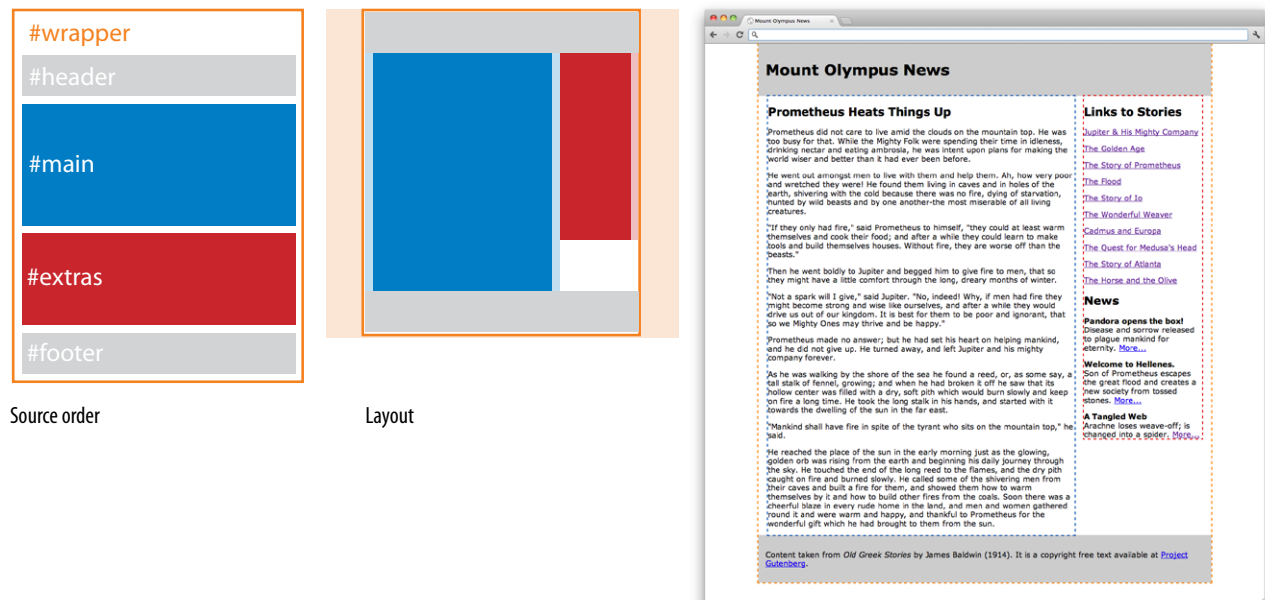 #wrapper
#header
#main
#extras
#footer
Source order
Layout
Mount Olympus News
Mount Olympus News
Prometheus Heats Things Up
Prometheus did not care to live amid the clouds on the mountain top. He was
too busy for that. While the Mighty Folk were spending their time in idleness,
drinking nectar and eating ambrosia, he was intent upon plans for making the
world wiser and better than it had ever been before.
He went out amongst men to live with them and help them. Ah, how very poor
and wretched they were! He found them living in caves and in holes of the
earth, shivering with the cold because there was no fire, dying of starvation,
hunted by wild beasts and by one another-the most miserable of all living
creatures.
"If they only had fire," said Prometheus to himself, "they could at least warm
themselves and cook their food; and after a while they could learn to make
tools and build themselves houses. Without fire, they are worse off than the
beasts."
Then he went boldly to Jupiter and begged him to give fire to men, that so
they might have a little comfort through the long, dreary months of winter.
"Not a spark will I give," said Jupiter. "No, indeed! Why, if men had fire they
might become strong and wise like ourselves, and after a while they would
drive us out of our kingdom. It is best for them to be poor and ignorant, that
so we Mighty Ones may thrive and be happy."
Prometheus made no answer; but he had set his heart on helping mankind,
and he did not give up. He turned away, and left Jupiter and his mighty
company forever.
As he was walking by the shore of the sea he found a reed, or, as some say, a
tall stalk of fennel, growing; and when he had broken it off he saw that its
hollow center was filled with a dry, soft pith which would burn slowly and keep
on fire a long time. He took the long stalk in his hands, and started with it
towards the dwelling of the sun in the far east.
"Mankind shall have fire in spite of the tyrant who sits on the mountain top," he
said.
He reached the place of the sun in the early morning just as the glowing,
golden orb was rising from the earth and beginning his daily journey through
the sky. He touched the end of the long reed to the flames, and the dry pith
caught on fire and burned slowly. He called some of the shivering men from
their caves and built a fire for them, and showed them how to warm
themselves by it and how to build other fires from the coals. Soon there was a
cheerful blaze in every rude home in the land, and men and women gathered
round it and were warm and happy, and thankful to Prometheus for the
wonderful gift which he had brought to them from the sun.
Links to Stories
Jupiter & His Mighty Company
The Golden Age
The Story of Prometheus
The Flood
The Story of Io
The Wonderful Weaver
Cadmus and Europa
The Quest for Medusa's Head
The Story of Atlanta
The Horse and the Olive
News
Pandora opens the box!
Disease and sorrow released
to plague mankind for
eternity. More...
Welcome to Hellenes.
Son of Prometheus escapes
the great flood and creates a
new society from tossed
stones. More...
A Tangled Web
Arachne loses weave-off; is
changed into a spider. More...
Content taken from Old Greek Stories by James Baldwin (1914). It is a copyright free text available at Project
Gutenberg.